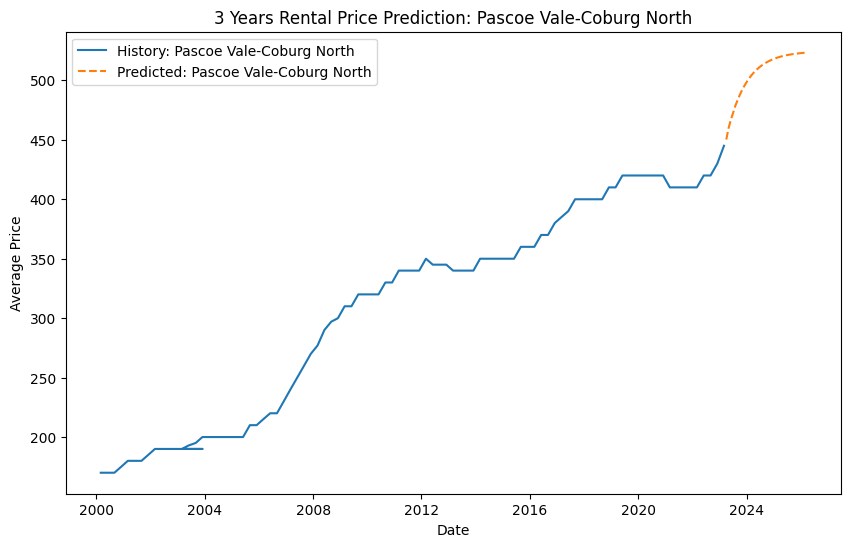 3 Years Rental Price Prediction: Pascoe Vale-Coburg North
History: Pascoe Vale-Coburg North
Predicted: Pascoe Vale-Coburg North
500
450
400
350
300
250
200
Average Price
2000 2004 2008 2012 2016 2020 2024
Date